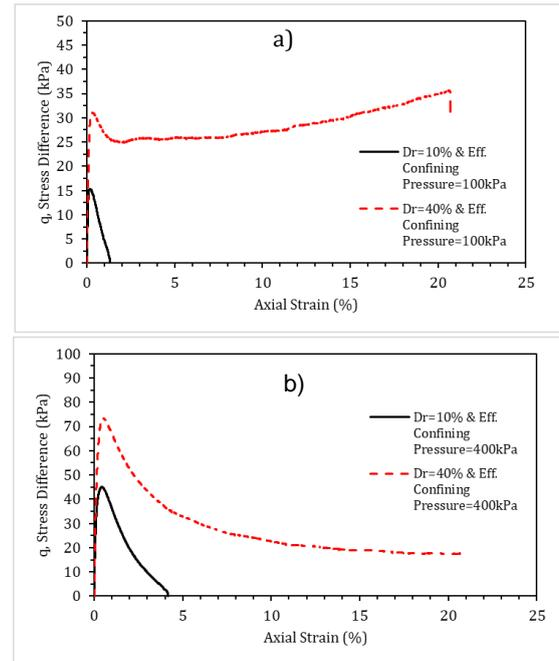 a)
q, Stress Difference (kPa)
50
45
40
35
30
25
20
15
10
5
0
Dr=10% & Eff.
Confining
Pressure=100kPa
Dr=40% & Eff.
Confining
Pressure=100kPa
0 5 10 15 20 25
Axial Strain (%)
b)
q, Stress Difference (kPa)
100
90
80
70
60
50
40
30
20
10
0
Dr=10% & Eff.
Confining
Pressure=400kPa
Dr=40% & Eff.
Confining
Pressure=400kPa
0 5 10 15 20 25
Axial Strain (%)